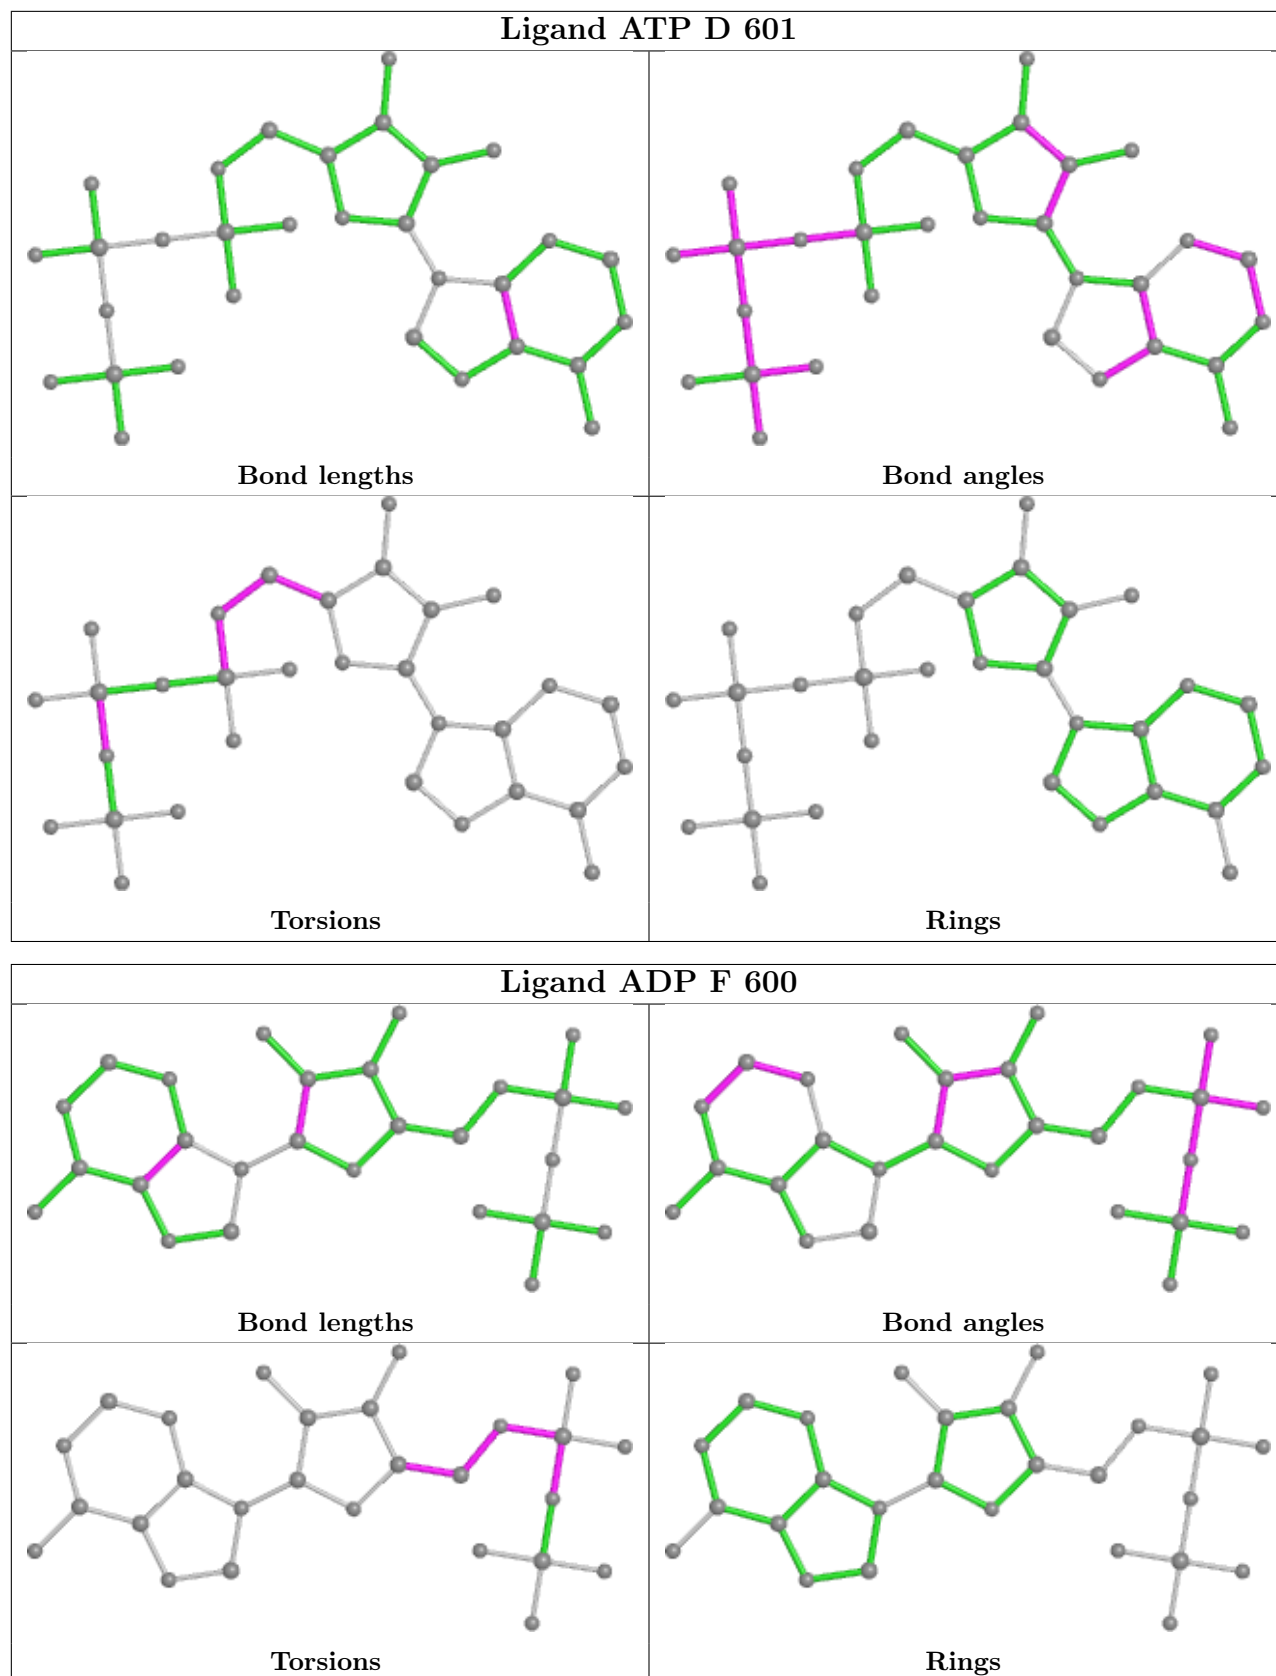 Ligand ATP D 601
Bond lengths
Bond angles
Torsions
Rings
Ligand ADP F 600
Bond lengths
Bond angles
Torsions
Rings